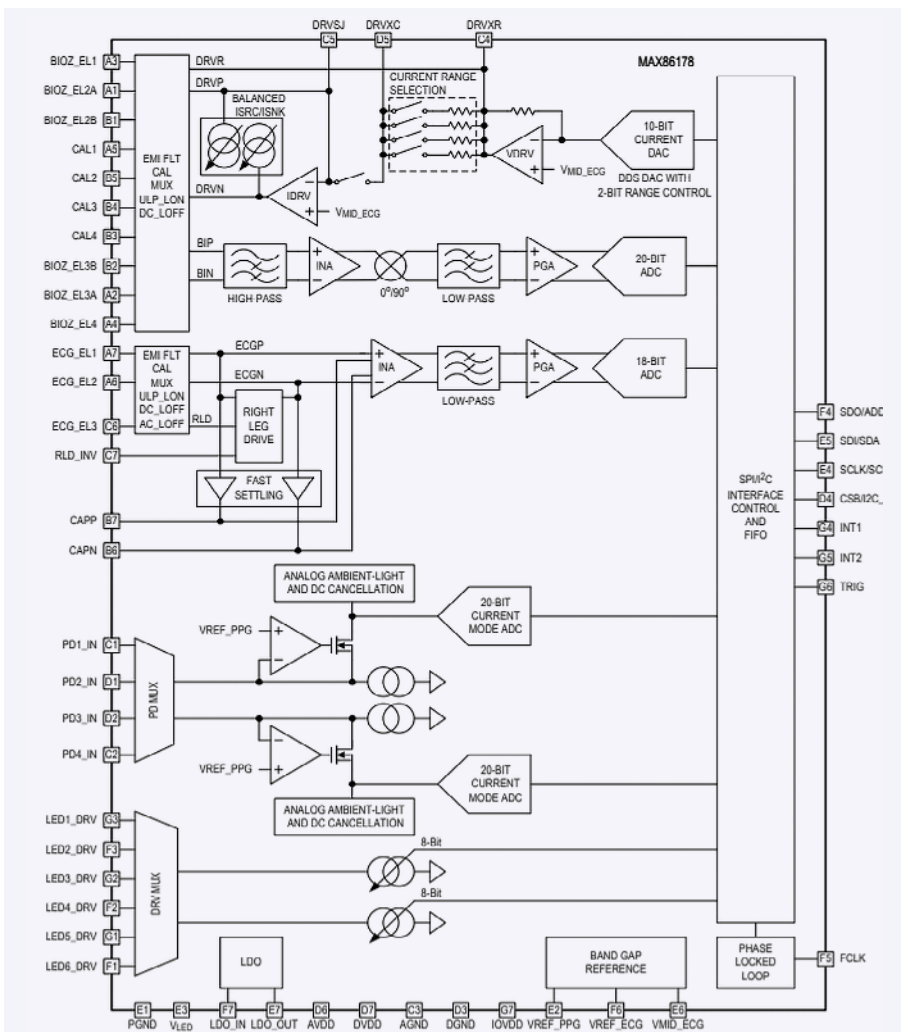 DRVSJ DRVXC DRVXR
C5 D5 C4
MAX86178
BIOZ_EL1 A3
BIOZ_EL2A A1
BIOZ_EL2B B1
CAL1 A5
CAL2 B5
CAL3 B4
CAL4 B3
BIOZ_EL3B B2
BIOZ_EL3A A2
BIOZ_EL4 A4
EMI FLT
CAL
MUX
ULP_LON
DC_LOFF
DRVR
DRVP
BALANCED
ISRC/ISNK
DRVN
IDRV
VMID_ECG
CURRENT RANGE
SELECTION
VDRV
VMID_ECG
10-BIT
CURRENT
DAC
DDS DAC WITH
2-BIT RANGE CONTROL
BIP
BIN
HIGH PASS
+
−
INA
0°/90°
LOW PASS
+
−
PGA
20-BIT
ADC
ECG_EL1 A7
ECG_EL2 A6
ECG_EL3 C6
RLD_INV C7
CAPP B7
CAPN B6
EMI FLT
CAL
MUX
ULP_LON
DC_LOFF
AC_LOFF
ECGP
ECGN
RLD
RIGHT
LEG
DRIVE
FAST
SETTLING
+
−
INA
LOW-PASS
+
−
PGA
18-BIT
ADC
SPI/I²C
INTERFACE
CONTROL
AND
FIFO
F4 SDO/ADD
E5 SDI/SDA
E4 SCLK/SC
D4 CSB/I2C_
G4 INT1
G5 INT2
G6 TRIG
PD1_IN C1
PD2_IN D1
PD3_IN D2
PD4_IN C2
PD MUX
ANALOG AMBIENT-LIGHT
AND DC CANCELLATION
VREF_PPG
+
−
20-BIT
CURRENT
MODE ADC
−
+
VREF_PPG
20-BIT
CURRENT
MODE ADC
ANALOG AMBIENT-LIGHT
AND DC CANCELLATION
LED1_DRV G3
LED2_DRV F3
LED3_DRV G2
LED4_DRV F2
LED5_DRV G1
LED6_DRV F1
DRV MUX
8-Bit
8-Bit
LDO
BAND GAP
REFERENCE
PHASE
LOCKED
LOOP
F5 FCLK
E1 E3 F7 E7 D6 D7 C3 D3 G7 E2 F6 E6
PGND VLED LDO_IN LDO_OUT AVDD DVDD AGND DGND IOVDD VREF_PPG VREF_ECG VMID_ECG